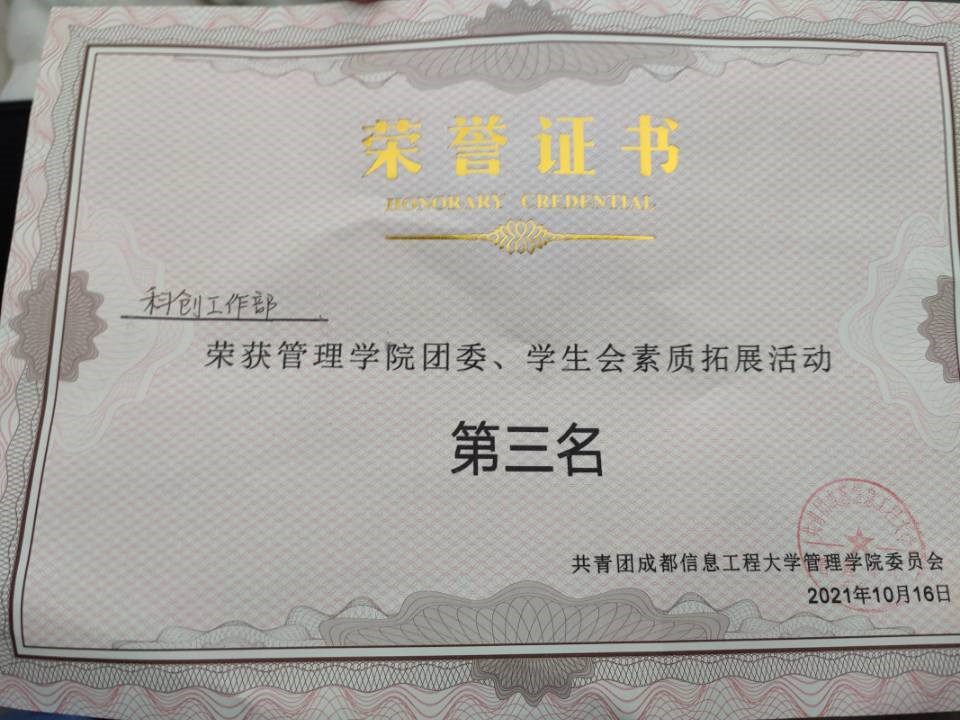 荣誉证书
HONORARY CREDENTIAL
科创工作部
荣获管理学院团委、学生会素质拓展活动
第三名
共青团成都信息工程大学管理学院委员会
2021年10月16日